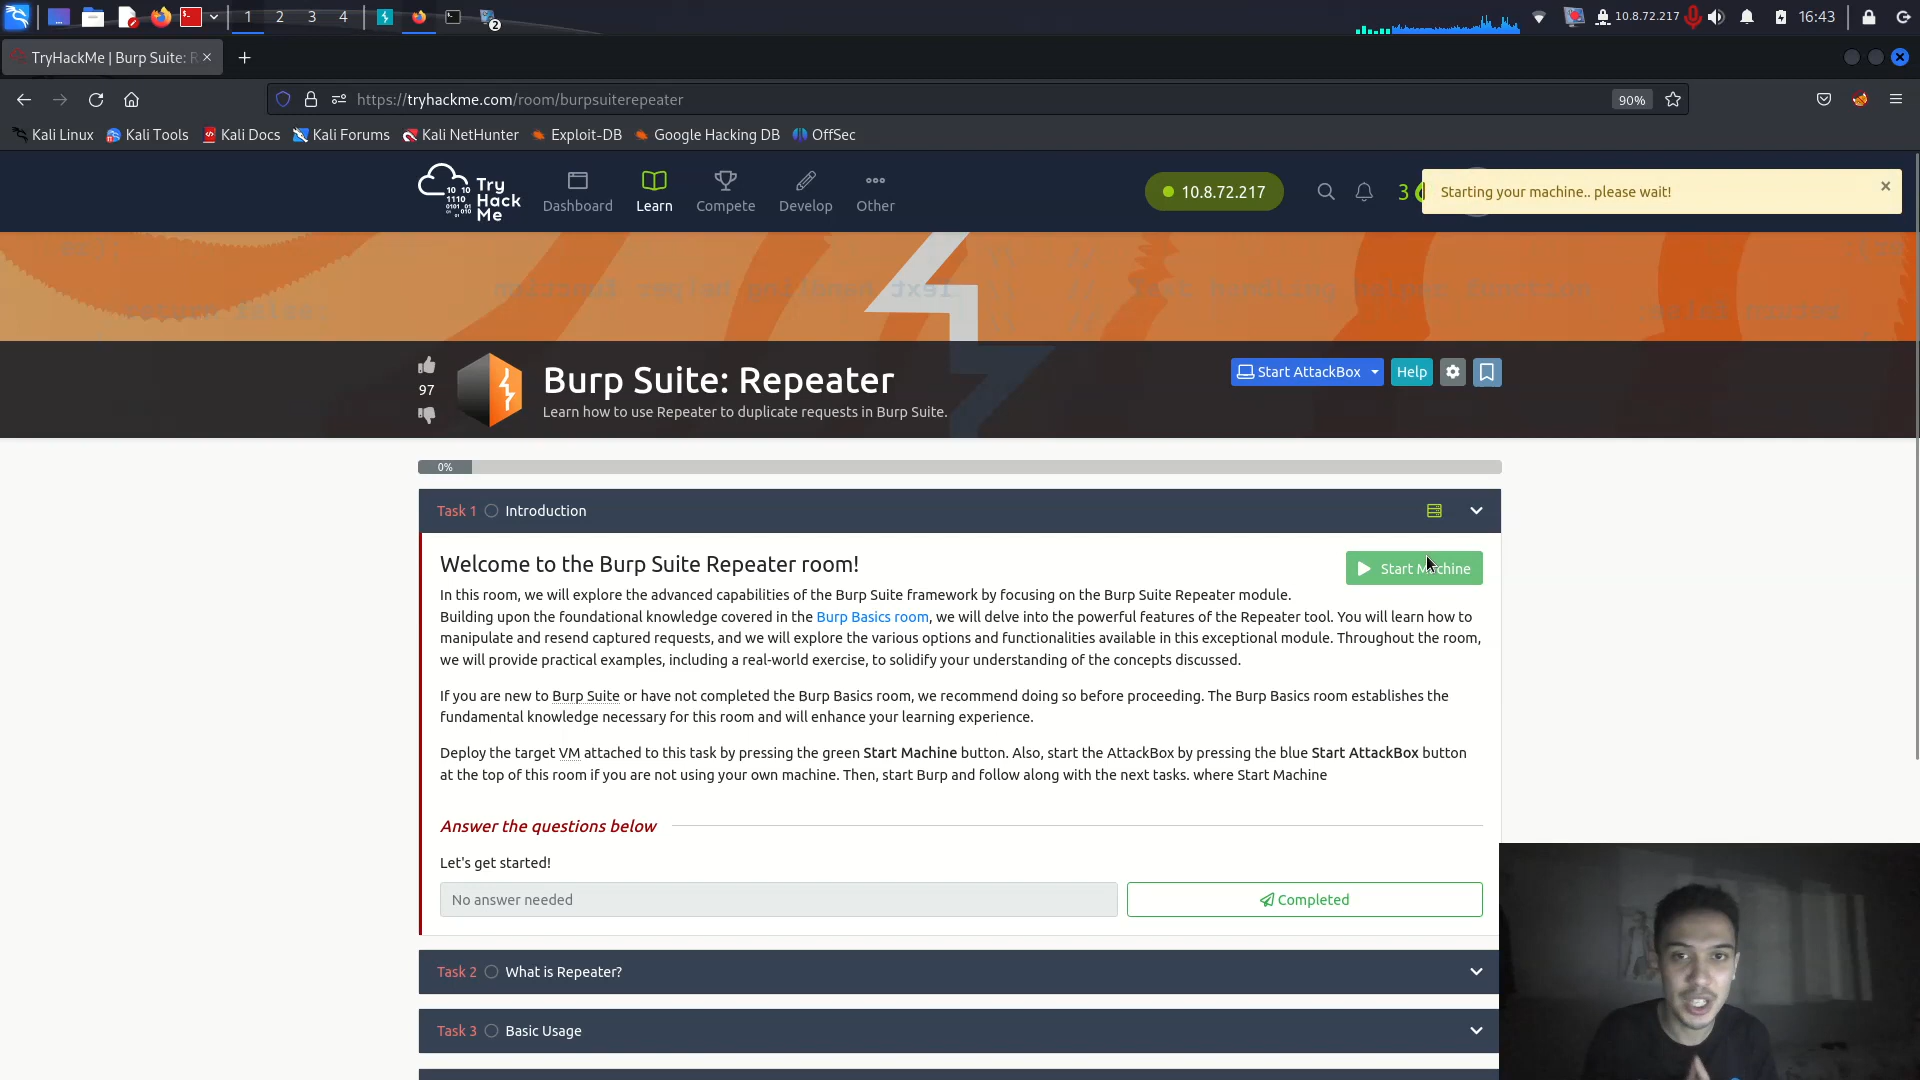 1 2 3 4
2
10.8.72.217
16:43
TryHackMe | Burp Suite: R
https://tryhackme.com/room/burpsuiterepeater
90%
Kali Linux Kali Tools Kali Docs Kali Forums Kali NetHunter Exploit-DB Google Hacking DB OffSec
Try
Hack
Me
Dashboard
Learn
Compete
Develop
Other
10.8.72.217
3
Starting your machine.. please wait!
97
Burp Suite: Repeater
Learn how to use Repeater to duplicate requests in Burp Suite.
Start AttackBox
Help
0%
Task 1 Introduction
Welcome to the Burp Suite Repeater room!
Start Machine
In this room, we will explore the advanced capabilities of the Burp Suite framework by focusing on the Burp Suite Repeater module.
Building upon the foundational knowledge covered in the Burp Basics room, we will delve into the powerful features of the Repeater tool. You will learn how to
manipulate and resend captured requests, and we will explore the various options and functionalities available in this exceptional module. Throughout the room,
we will provide practical examples, including a real-world exercise, to solidify your understanding of the concepts discussed.
If you are new to Burp Suite or have not completed the Burp Basics room, we recommend doing so before proceeding. The Burp Basics room establishes the
fundamental knowledge necessary for this room and will enhance your learning experience.
Deploy the target VM attached to this task by pressing the green Start Machine button. Also, start the AttackBox by pressing the blue Start AttackBox button
at the top of this room if you are not using your own machine. Then, start Burp and follow along with the next tasks. where Start Machine
Answer the questions below
Let's get started!
No answer needed
Completed
Task 2 What is Repeater?
Task 3 Basic Usage